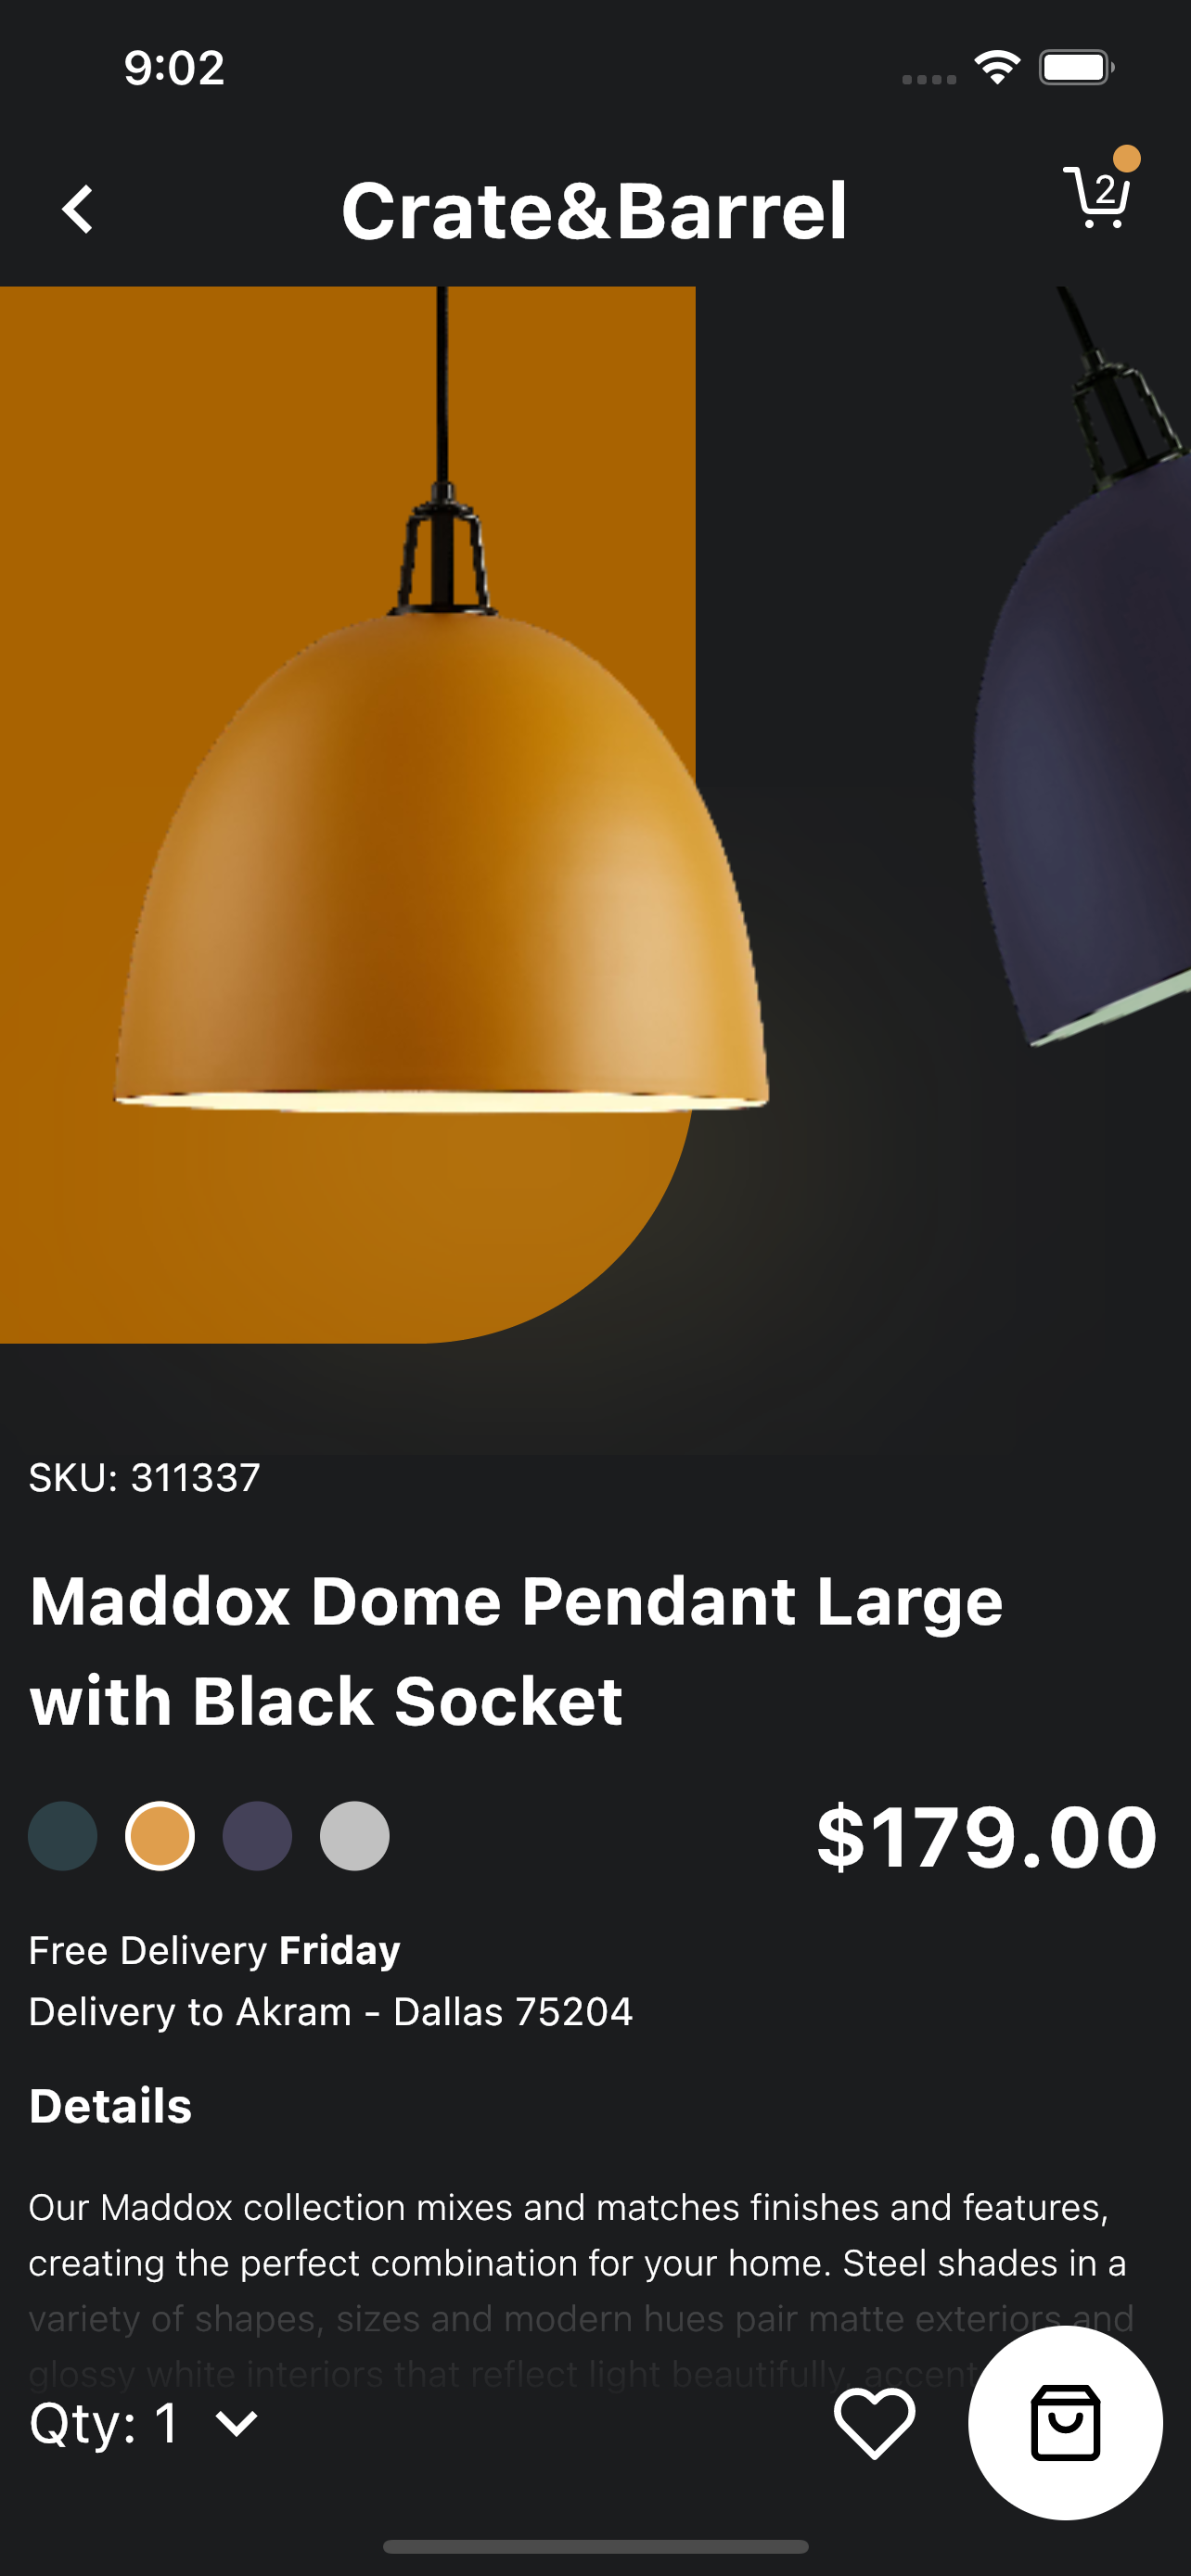 9:02
Crate&Barrel
2
SKU: 311337
Maddox Dome Pendant Large
with Black Socket
$179.00
Free Delivery Friday
Delivery to Akram - Dallas 75204
Details
Our Maddox collection mixes and matches finishes and features,
creating the perfect combination for your home. Steel shades in a
variety of shapes, sizes and modern hues pair matte exteriors and
glossy white interiors that reflect light beautifully, accent
Qty: 1